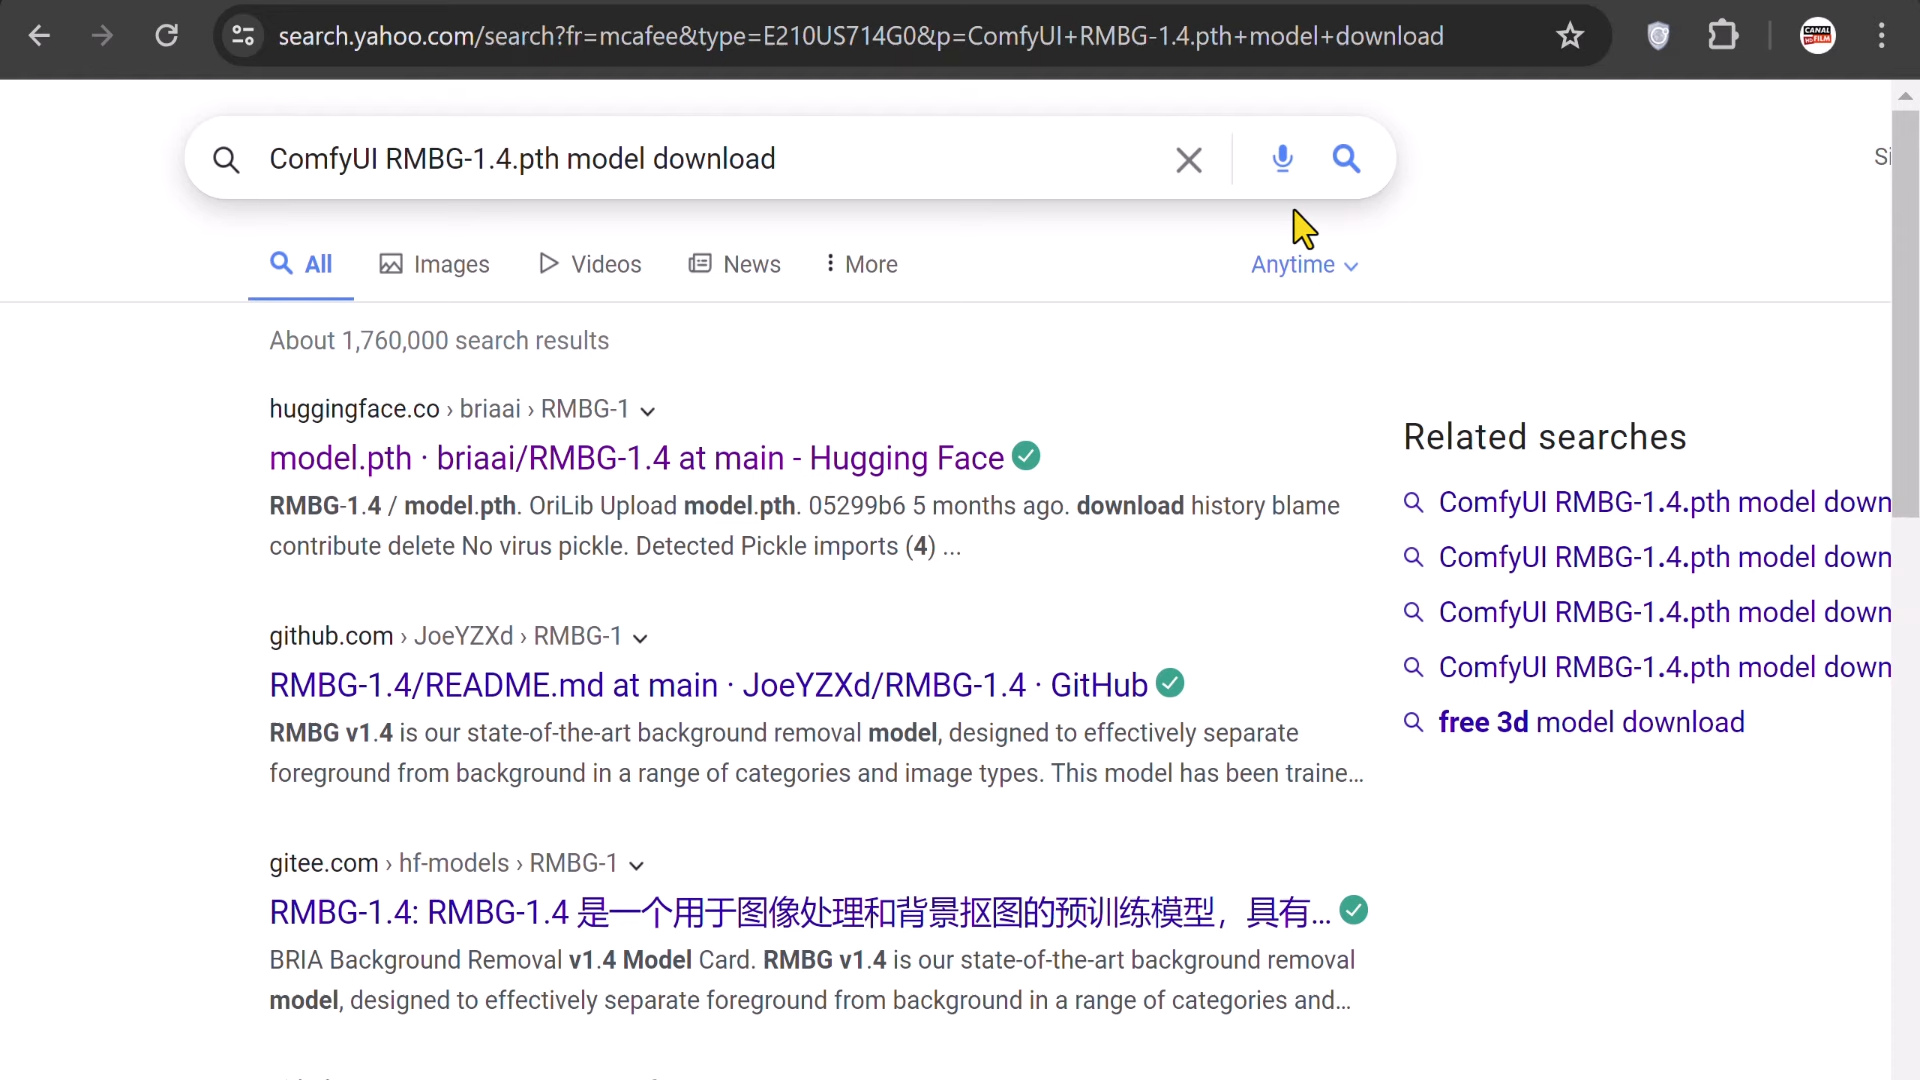 search.yahoo.com/search?fr=mcafee&type=E210US714G0&p=ComfyUI+RMBG-1.4.pth+model+download
CANAL
FILM
ComfyUI RMBG-1.4.pth model download
Si
All Images Videos News More Anytime
About 1,760,000 search results
huggingface.co › briaai › RMBG-1
model.pth · briaai/RMBG-1.4 at main - Hugging Face
RMBG-1.4 / model.pth. OriLib Upload model.pth. 05299b6 5 months ago. download history blame
contribute delete No virus pickle. Detected Pickle imports (4) ...
github.com › JoeYZXd › RMBG-1
RMBG-1.4/README.md at main · JoeYZXd/RMBG-1.4 · GitHub
RMBG v1.4 is our state-of-the-art background removal model, designed to effectively separate
foreground from background in a range of categories and image types. This model has been traine...
gitee.com › hf-models › RMBG-1
RMBG-1.4: RMBG-1.4 是一个用于图像处理和背景抠图的预训练模型，具有...
BRIA Background Removal v1.4 Model Card. RMBG v1.4 is our state-of-the-art background removal
model, designed to effectively separate foreground from background in a range of categories and...
Related searches
ComfyUI RMBG-1.4.pth model down
ComfyUI RMBG-1.4.pth model down
ComfyUI RMBG-1.4.pth model down
ComfyUI RMBG-1.4.pth model down
free 3d model download